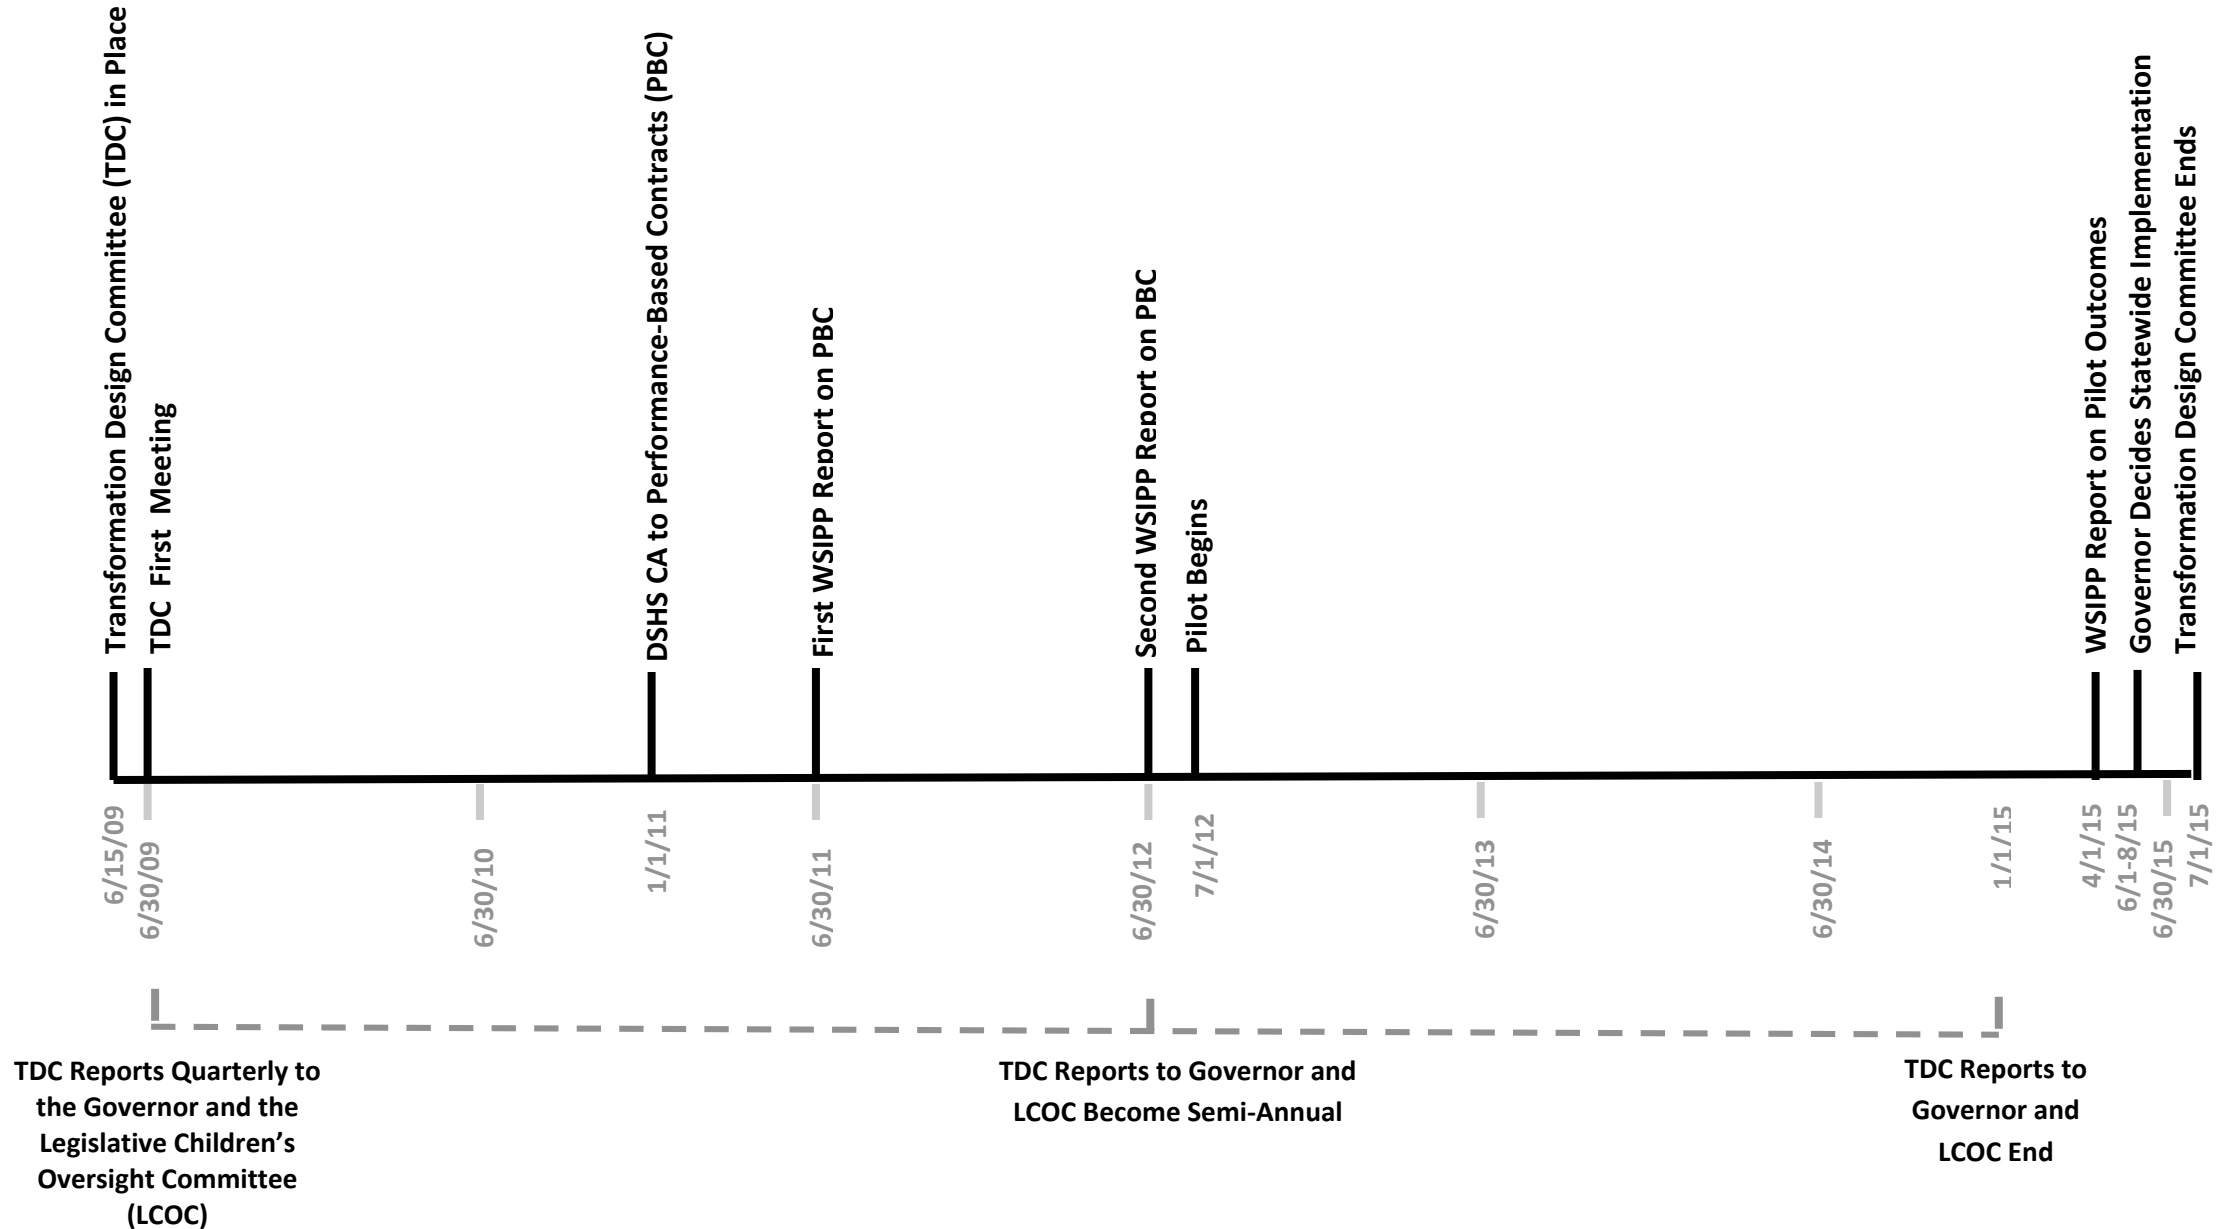 Transformation Design Committee (TDC) in Place
TDC First Meeting
DSHS CA to Performance-Based Contracts (PBC)
First WSIPP Report on PBC
Second WSIPP Report on PBC
Pilot Begins
WSIPP Report on Pilot Outcomes
Governor Decides Statewide Implementation
Transformation Design Committee Ends
6/15/09
6/30/09
6/30/10
1/1/11
6/30/11
6/30/12
7/1/12
6/30/13
6/30/14
1/1/15
4/1/15
6/1-8/15
6/30/15
7/1/15
TDC Reports Quarterly to
the Governor and the
Legislative Children’s
Oversight Committee
(LCOC)
TDC Reports to Governor and
LCOC Become Semi-Annual
TDC Reports to
Governor and
LCOC End